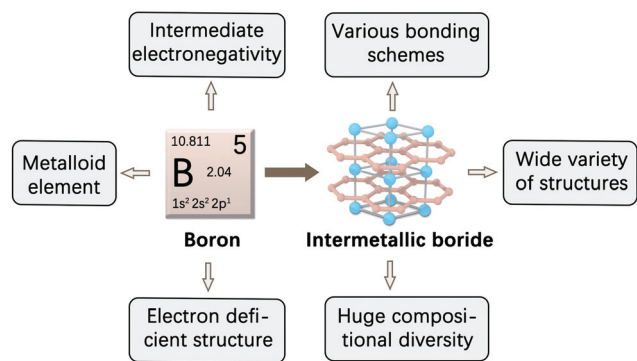 Intermediate
electronegativity
Various bonding
schemes
Metalloid
element
10.811 5
B 2.04
1s² 2s² 2p¹
Wide variety
of structures
Boron
Intermetallic boride
Electron defi-
cient structure
Huge composi-
tional diversity